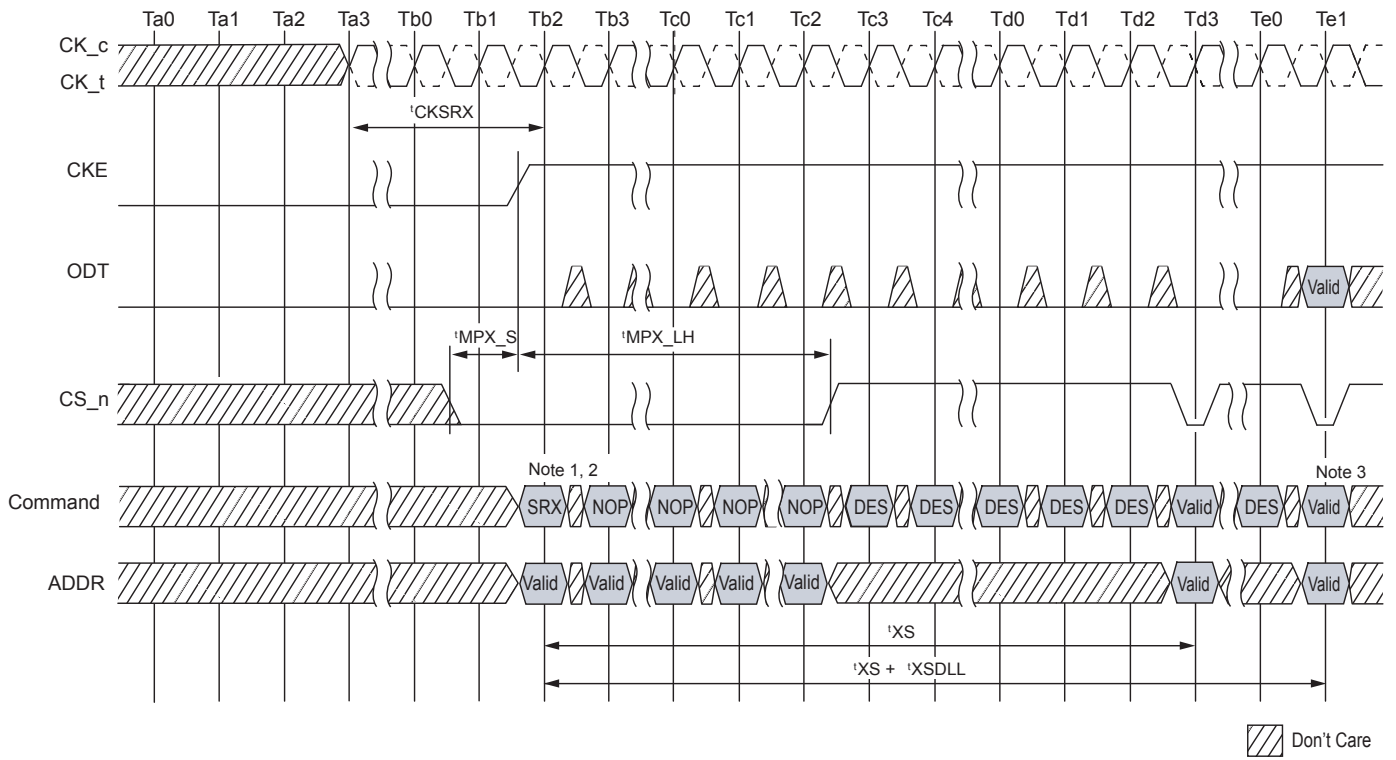 Ta0 Ta1 Ta2 Ta3 Tb0 Tb1 Tb2 Tb3 Tc0 Tc1 Tc2 Tc3 Tc4 Td0 Td1 Td2 Td3 Te0 Te1
CK_c
CK_t
tCKSRX
CKE
ODT
Valid
tMPX_S tMPX_LH
CS_n
Note 1, 2 Note 3
Command SRX NOP NOP NOP NOP DES DES DES DES DES Valid DES Valid
ADDR Valid Valid Valid Valid Valid Valid Valid
tXS
tXS + tXSDLL
Don't Care